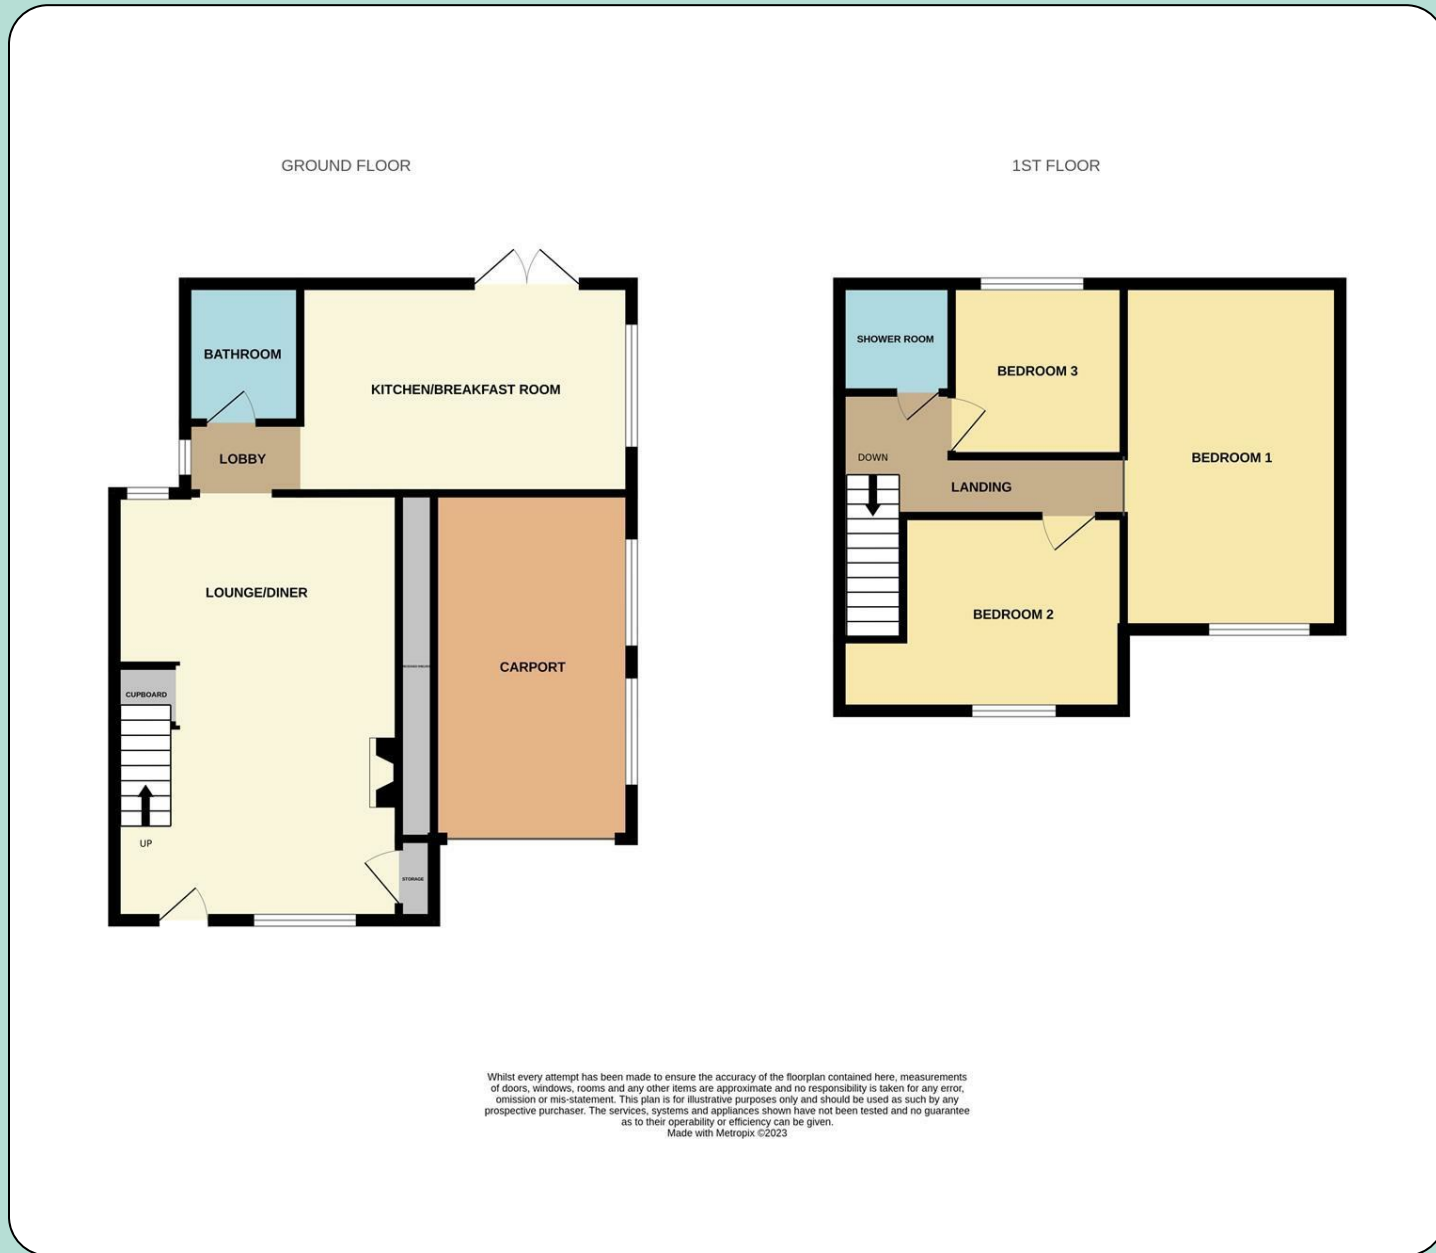 GROUND FLOOR
1ST FLOOR
BATHROOM
KITCHEN/BREAKFAST ROOM
LOBBY
LOUNGE/DINER
CUPBOARD
UP
CARPORT
STORAGE
SHOWER ROOM
BEDROOM 3
BEDROOM 1
DOWN
LANDING
BEDROOM 2
Whilst every attempt has been made to ensure the accuracy of the floorplan contained here, measurements
of doors, windows, rooms and any other items are approximate and no responsibility is taken for any error,
omission or mis-statement. This plan is for illustrative purposes only and should be used as such by any
prospective purchaser. The services, systems and appliances shown have not been tested and no guarantee
as to their operability or efficiency can be given.
Made with Metropix ©2023